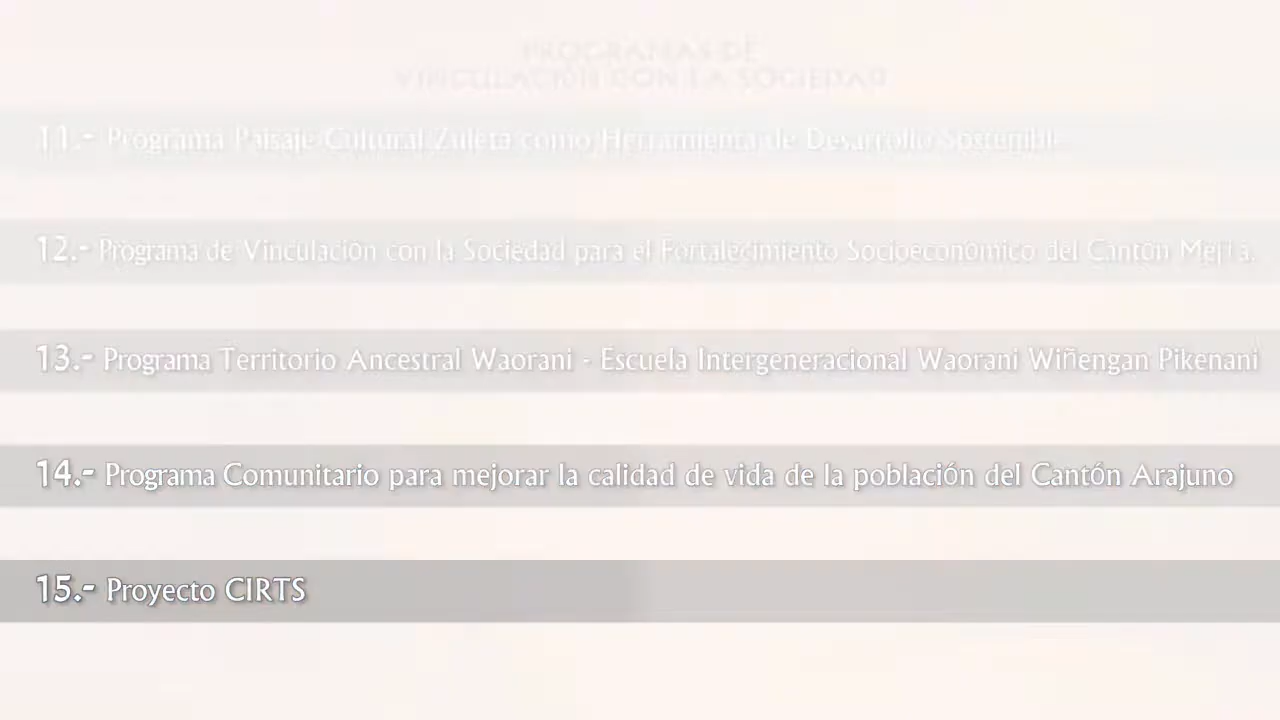 PROGRAMAS DE
VINCULACIÓN CON LA SOCIEDAD
11.- Programa Paisaje Cultural Zuleta como Herramienta de Desarrollo Sostenible
12.- Programa de Vinculación con la Sociedad para el Fortalecimiento Socioeconómico del Cantón Mejía.
13.- Programa Territorio Ancestral Waorani - Escuela Intergeneracional Waorani Wiñengan Pikenani
14.- Programa Comunitario para mejorar la calidad de vida de la población del Cantón Arajuno
15.- Proyecto CIRTS